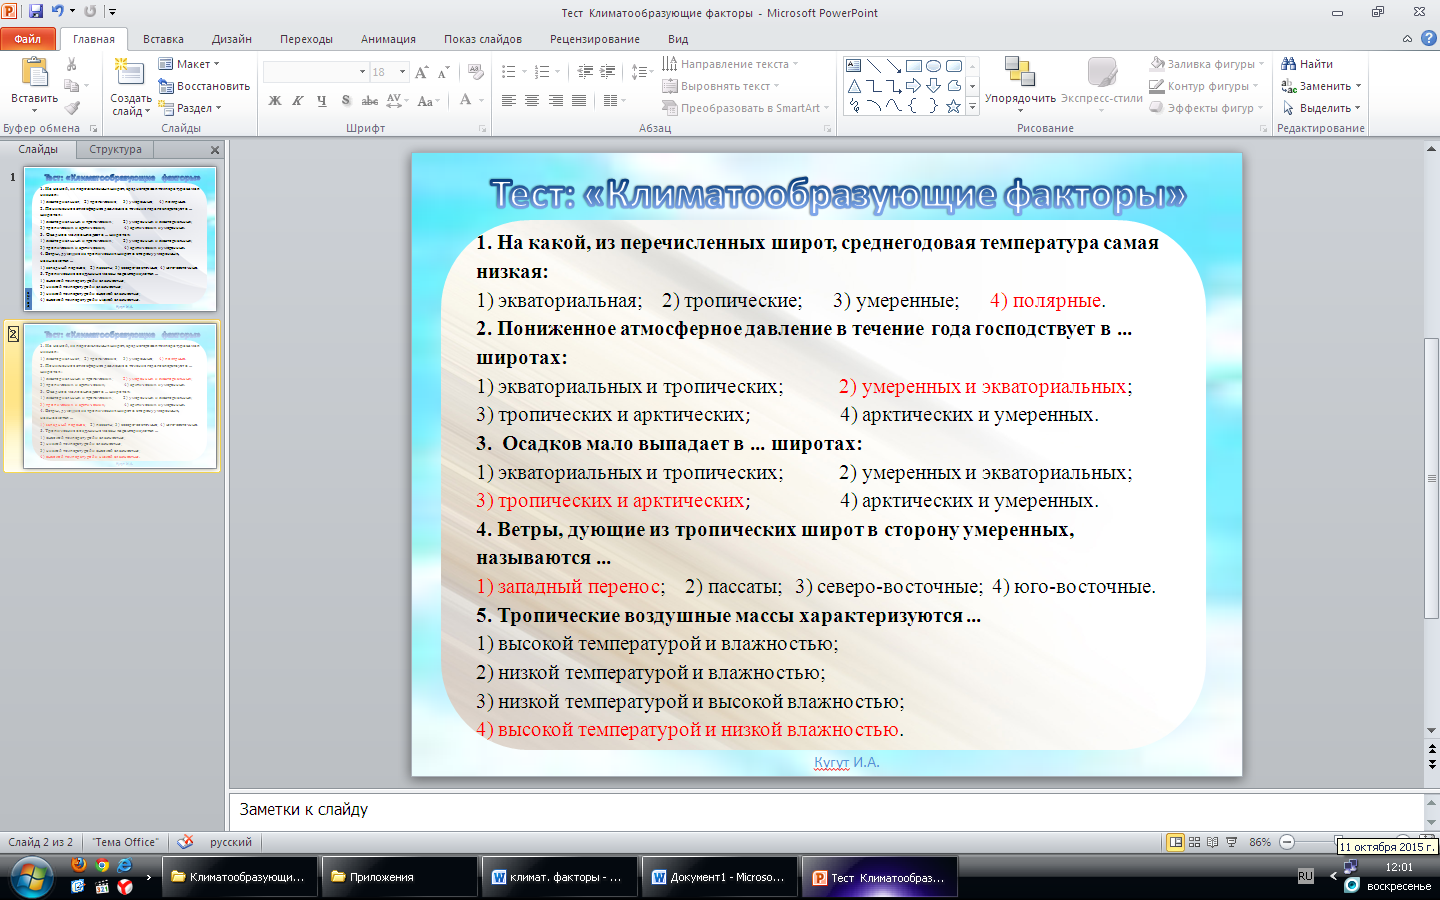 Тест Климатообразующие факторы - Microsoft PowerPoint
Файл Главная Вставка Дизайн Переходы Анимация Показ слайдов Рецензирование Вид
Вставить
Создать слайд
Макет
Восстановить
Раздел
18
Ж К Ч S abc AV Aa A
Направление текста
Выровнять текст
Преобразовать в SmartArt
Упорядочить
Экспресс-стили
Заливка фигуры
Контур фигуры
Эффекты фигур
Найти
Заменить
Выделить
Буфер обмена Слайды Шрифт Абзац Рисование Редактирование
Слайды Структура
1
2
Тест: «Климатообразующие факторы»
1. На какой, из перечисленных широт, среднегодовая температура самая
низкая:
1) экваториальная; 2) тропические; 3) умеренные; 4) полярные.
2. Пониженное атмосферное давление в течение года господствует в ...
широтах:
1) экваториальных и тропических; 2) умеренных и экваториальных;
3) тропических и арктических; 4) арктических и умеренных.
3. Осадков мало выпадает в ... широтах:
1) экваториальных и тропических; 2) умеренных и экваториальных;
3) тропических и арктических; 4) арктических и умеренных.
4. Ветры, дующие из тропических широт в сторону умеренных,
называются ...
1) западный перенос; 2) пассаты; 3) северо-восточные; 4) юго-восточные.
5. Тропические воздушные массы характеризуются ...
1) высокой температурой и влажностью;
2) низкой температурой и влажностью;
3) низкой температурой и высокой влажностью;
4) высокой температурой и низкой влажностью.
Кугут И.А.
Заметки к слайду
Слайд 2 из 2 "Тема Office" русский 86%
11 октября 2015 г.
Климатообразующи...
Приложения
климат. факторы - ...
Документ1 - Microso...
Тест Климатообраз...
RU
12:01
воскресенье